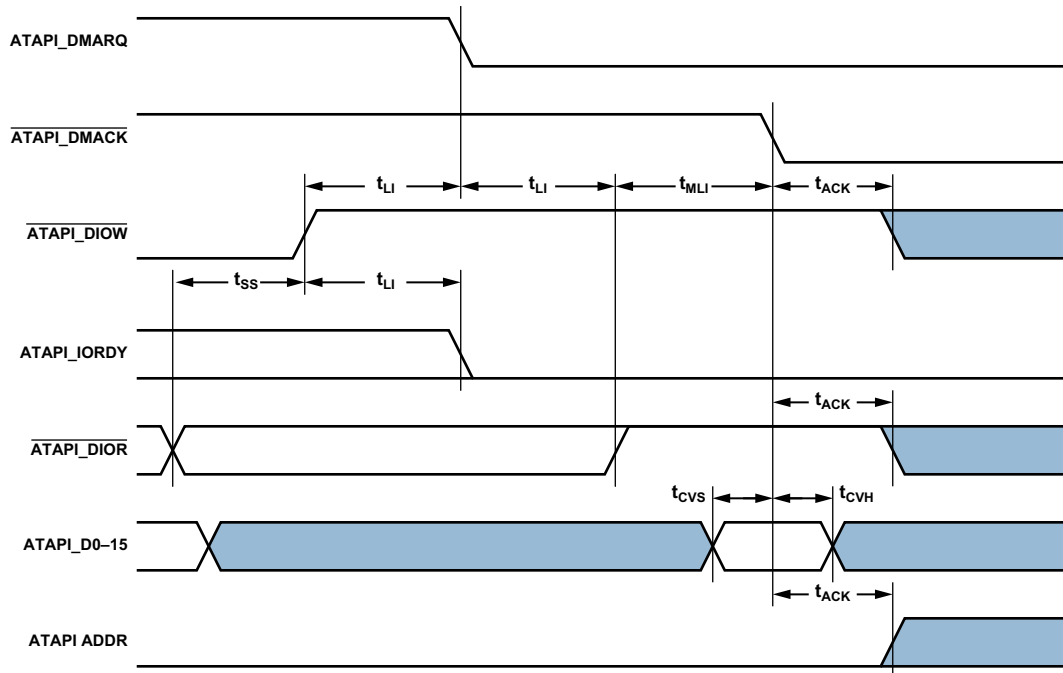 ATAPI_DMARQ
ATAPI_DMACK
tLI tLI tMLI tACK
ATAPI_DIOW
tSS tLI
ATAPI_IORDY
tACK
ATAPI_DIOR
tCVS tCVH
ATAPI_D0–15
tACK
ATAPI ADDR